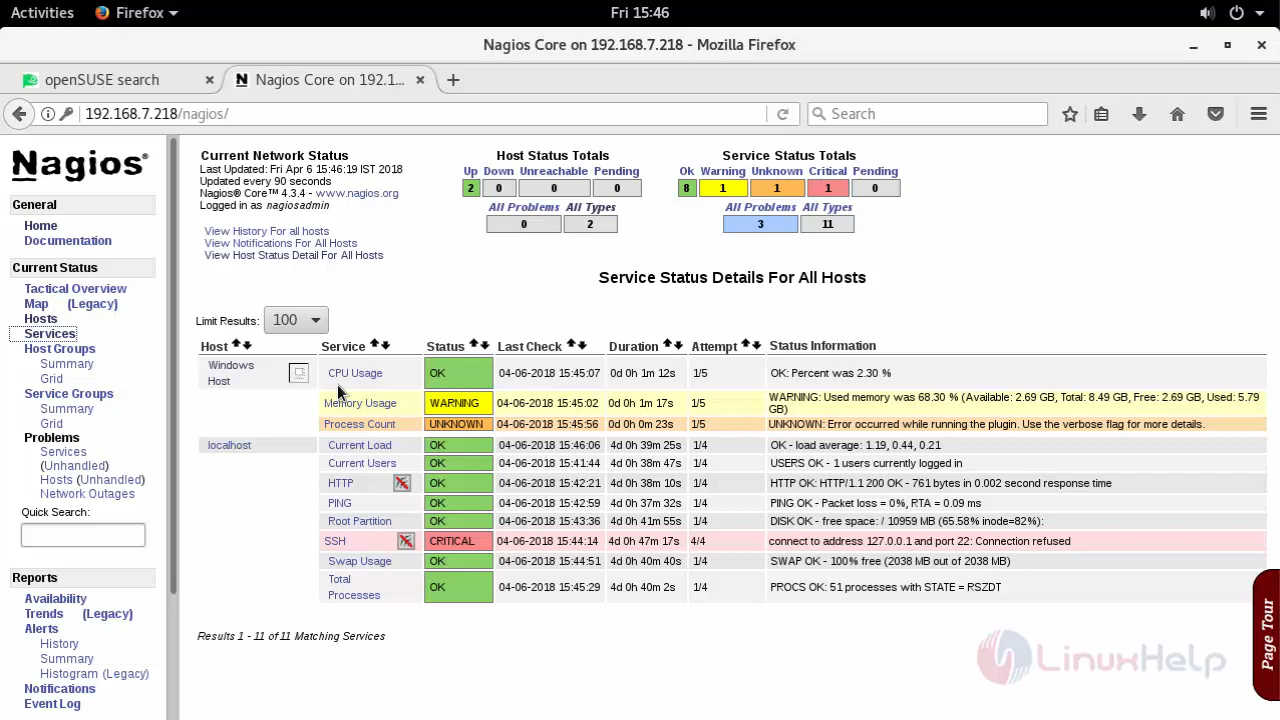 Activities Firefox Fri 15:46
Nagios Core on 192.168.7.218 - Mozilla Firefox
openSUSE search × N Nagios Core on 192.1... × +
192.168.7.218/nagios/ Search
Nagios®
General
Home
Documentation
Current Status
Tactical Overview
Map (Legacy)
Hosts
Services
Host Groups
Summary
Grid
Service Groups
Summary
Grid
Problems
Services
(Unhandled)
Hosts (Unhandled)
Network Outages
Quick Search:
Reports
Availability
Trends (Legacy)
Alerts
History
Summary
Histogram (Legacy)
Notifications
Event Log
Current Network Status
Last Updated: Fri Apr 6 15:46:19 IST 2018
Updated every 90 seconds
Nagios® Core™ 4.3.4 - www.nagios.org
Logged in as nagiosadmin
View History For all hosts
View Notifications For All Hosts
View Host Status Detail For All Hosts
Host Status Totals
Up Down Unreachable Pending
2 0 0 0
All Problems All Types
0 2
Service Status Totals
Ok Warning Unknown Critical Pending
8 1 1 1 0
All Problems All Types
3 11
Service Status Details For All Hosts
Limit Results: 100
Host Service Status Last Check Duration Attempt Status Information
Windows Host CPU Usage OK 04-06-2018 15:45:07 0d 0h 1m 12s 1/5 OK: Percent was 2.30 %
Memory Usage WARNING 04-06-2018 15:45:02 0d 0h 1m 17s 1/5 WARNING: Used memory was 68.30 % (Available: 2.69 GB, Total: 8.49 GB, Free: 2.69 GB, Used: 5.79
GB)
Process Count UNKNOWN 04-06-2018 15:45:56 0d 0h 0m 23s 1/5 UNKNOWN: Error occurred while running the plugin. Use the verbose flag for more details.
localhost Current Load OK 04-06-2018 15:46:06 4d 0h 39m 25s 1/4 OK - load average: 1.19, 0.44, 0.21
Current Users OK 04-06-2018 15:41:44 4d 0h 38m 47s 1/4 USERS OK - 1 users currently logged in
HTTP OK 04-06-2018 15:42:21 4d 0h 38m 10s 1/4 HTTP OK: HTTP/1.1 200 OK - 761 bytes in 0.002 second response time
PING OK 04-06-2018 15:42:59 4d 0h 37m 32s 1/4 PING OK - Packet loss = 0%, RTA = 0.09 ms
Root Partition OK 04-06-2018 15:43:36 4d 0h 41m 55s 1/4 DISK OK - free space: / 10959 MB (65.58% inode=82%):
SSH CRITICAL 04-06-2018 15:44:14 4d 0h 47m 17s 4/4 connect to address 127.0.0.1 and port 22: Connection refused
Swap Usage OK 04-06-2018 15:44:51 4d 0h 40m 40s 1/4 SWAP OK - 100% free (2038 MB out of 2038 MB)
Total Processes OK 04-06-2018 15:45:29 4d 0h 40m 2s 1/4 PROCS OK: 51 processes with STATE = RSZDT
Results 1 - 11 of 11 Matching Services
Page Tour
LinuxHelp